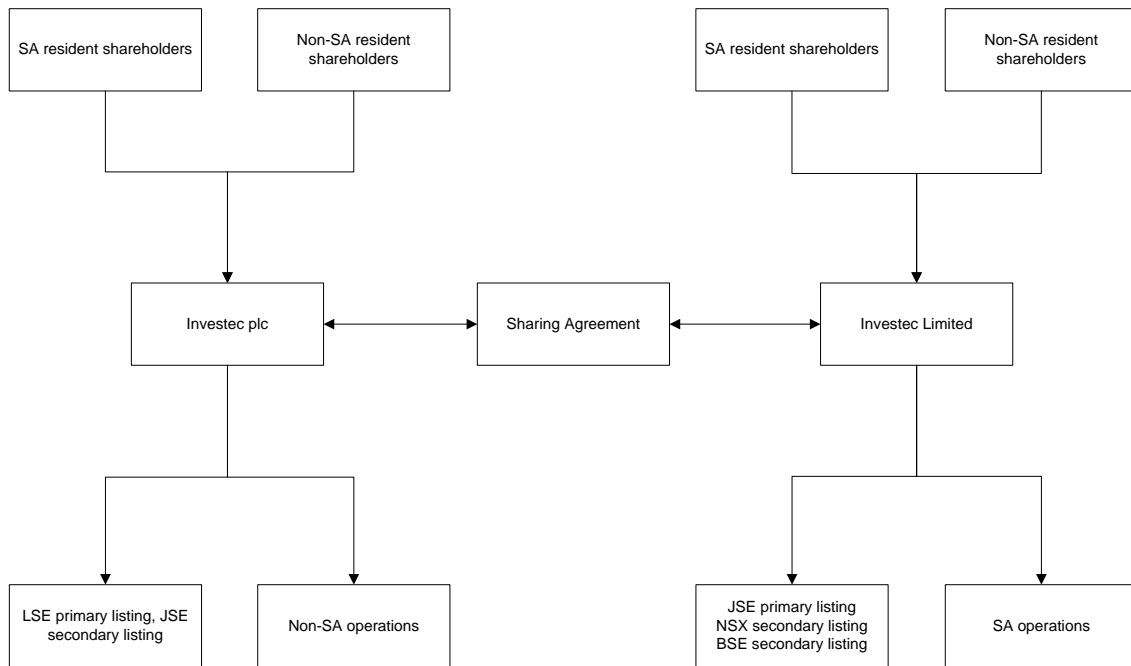 SA resident shareholders
Non-SA resident
shareholders
SA resident shareholders
Non-SA resident
shareholders
Investec plc
Sharing Agreement
Investec Limited
LSE primary listing, JSE
secondary listing
Non-SA operations
JSE primary listing
NSX secondary listing
BSE secondary listing
SA operations